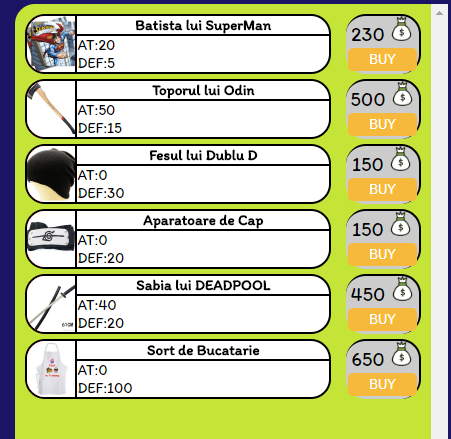 Batista lui SuperMan
AT:20
DEF:5
230 $
BUY
Toporul lui Odin
AT:50
DEF:15
500 $
BUY
Fesul lui Dublu D
AT:0
DEF:30
150 $
BUY
Aparatoare de Cap
AT:0
DEF:20
150 $
BUY
Sabia lui DEADPOOL
AT:40
DEF:20
450 $
BUY
Sort de Bucatarie
AT:0
DEF:100
650 $
BUY